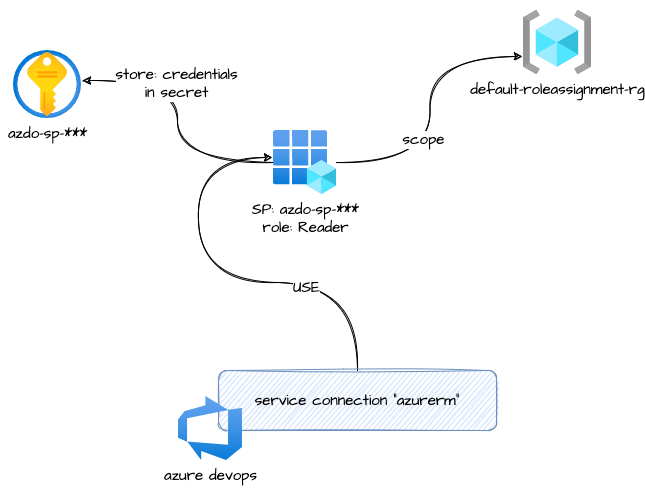 store: credentials
in secret
azdo-sp-***
default-roleassignment-rg
scope
SP: azdo-sp-***
role: Reader
USE
service connection "azurerm"
azure devops